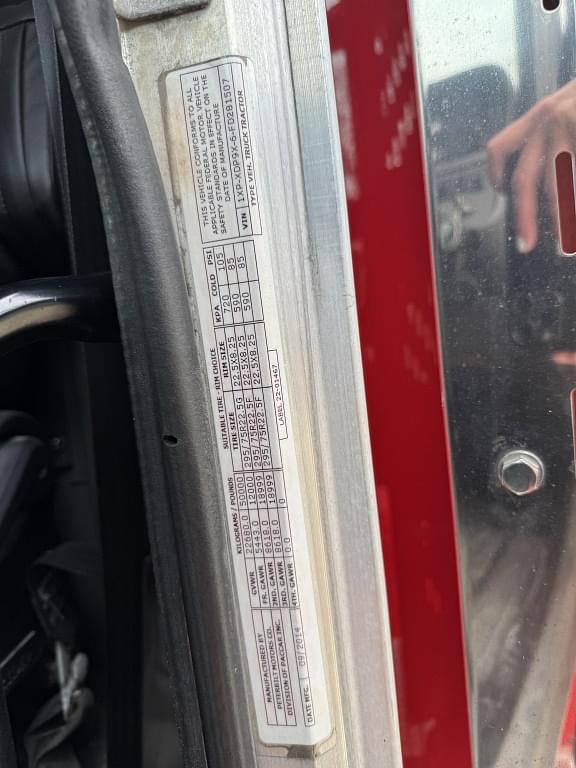 MANUFACTURED BY
PETERBILT MOTORS CO.
DIVISION OF PACCAR INC.
DATE MFG. 09/2014
KILOGRAMS / POUNDS
GVWR 22680.0 50000
FR. GAWR 5443.0 12000
2ND. GAWR 8618.0 18999
3RD. GAWR 8618.0 18999
4TH. GAWR 0.0 0
SUITABLE TIRE - RIM CHOICE
TIRE SIZE RIM SIZE KPA COLD PSI
295/75R22.5G 22.5X8.25 720 105
295/75R22.5F 22.5X8.25 590 85
295/75R22.5F 22.5X8.25 590 85
LABEL 22-01467
THIS VEHICLE CONFORMS TO ALL
APPLICABLE FEDERAL MOTOR VEHICLE
SAFETY STANDARDS IN EFFECT ON THE
DATE OF MANUFACTURE
VIN 1XP-XDP9X-6-FD281507
TYPE VEH. TRUCK TRACTOR